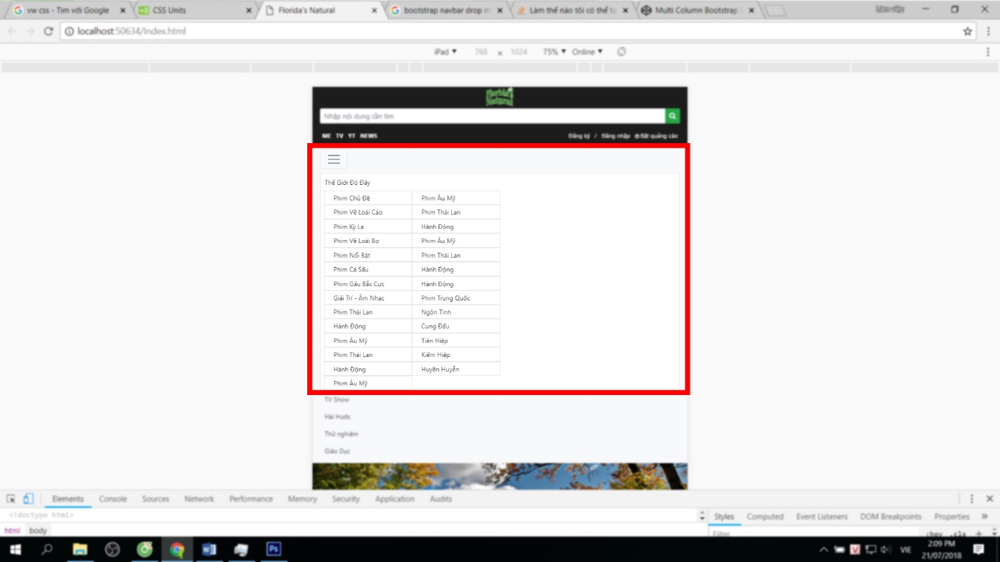 vw css - Tìm với Google
CSS Units
Florida's Natural
bootstrap navbar drop m
Làm thế nào tôi có thể tạ
Multi Column Bootstrap
localhost:50634/Index.html
iPad 768 x 1024 75% Online
Florida's Natural
Nhập nội dung cần tìm
ME TV YT NEWS Đăng ký / Đăng nhập Bật quảng cáo
Thế Giới Đó Đây
Phim Chủ Đề Phim Âu Mỹ
Phim Về Loài Cáo Phim Thái Lan
Phim Kỳ Lạ Hành Động
Phim Về Loài Bọ Phim Âu Mỹ
Phim Nổi Bật Phim Thái Lan
Phim Cá Sấu Hành Động
Phim Gấu Bắc Cực Hành Động
Giải Trí - Âm Nhạc Phim Trung Quốc
Phim Thái Lan Ngôn Tình
Hành Động Cung Đấu
Phim Âu Mỹ Tiên Hiệp
Phim Thái Lan Kiếm Hiệp
Hành Động Huyền Huyễn
Phim Âu Mỹ
TV Show
Hài Hước
Thử nghiệm
Giáo Dục
Elements Console Sources Network Performance Memory Security Application Audits
<!doctype html>
Styles Computed Event Listeners DOM Breakpoints Properties »
html body
Filter :hov .cls +
VIE
2:09 PM
21/07/2018